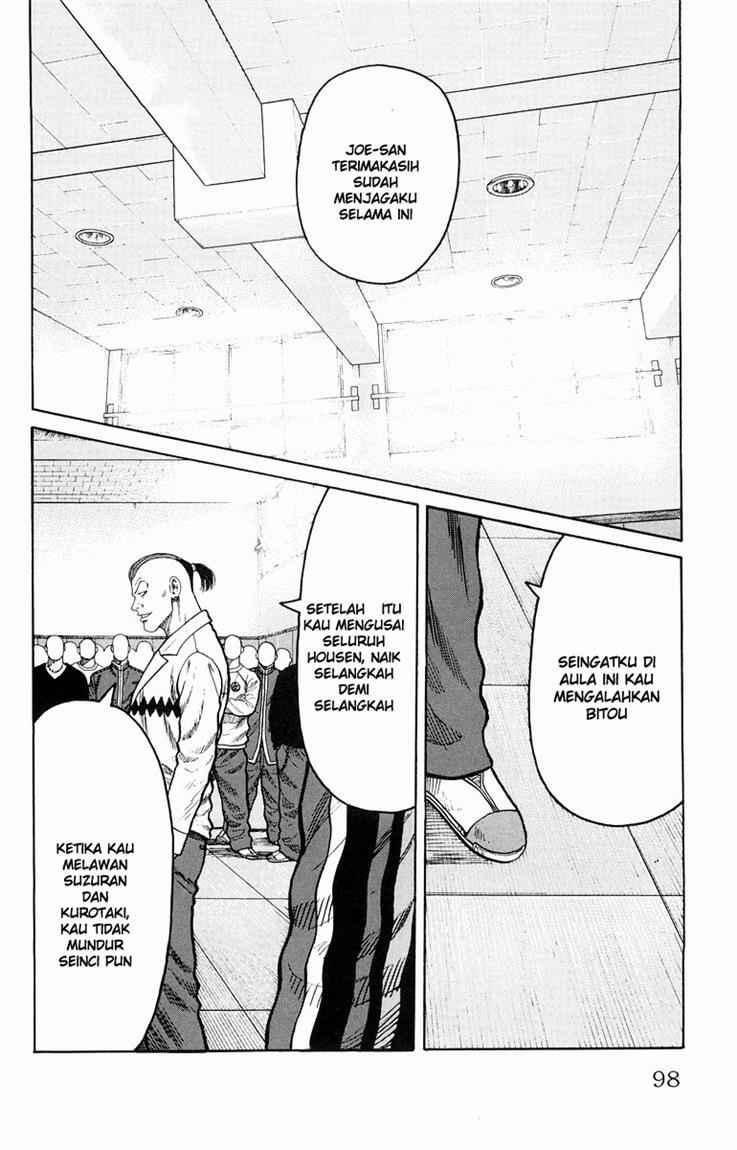 JOE-SAN
TERIMAKASIH
SUDAH
MENJAGAKU
SELAMA INI
SEINGATKU DI
AULA INI KAU
MENGALAHKAN
BITOU
SETELAH ITU
KAU MENGUSAI
SELURUH
HOUSEN, NAIK
SELANGKAH
DEMI
SELANGKAH
KETIKA KAU
MELAWAN
SUZURAN
DAN
KUROTAKI,
KAU TIDAK
MUNDUR
SEINCI PUN
98